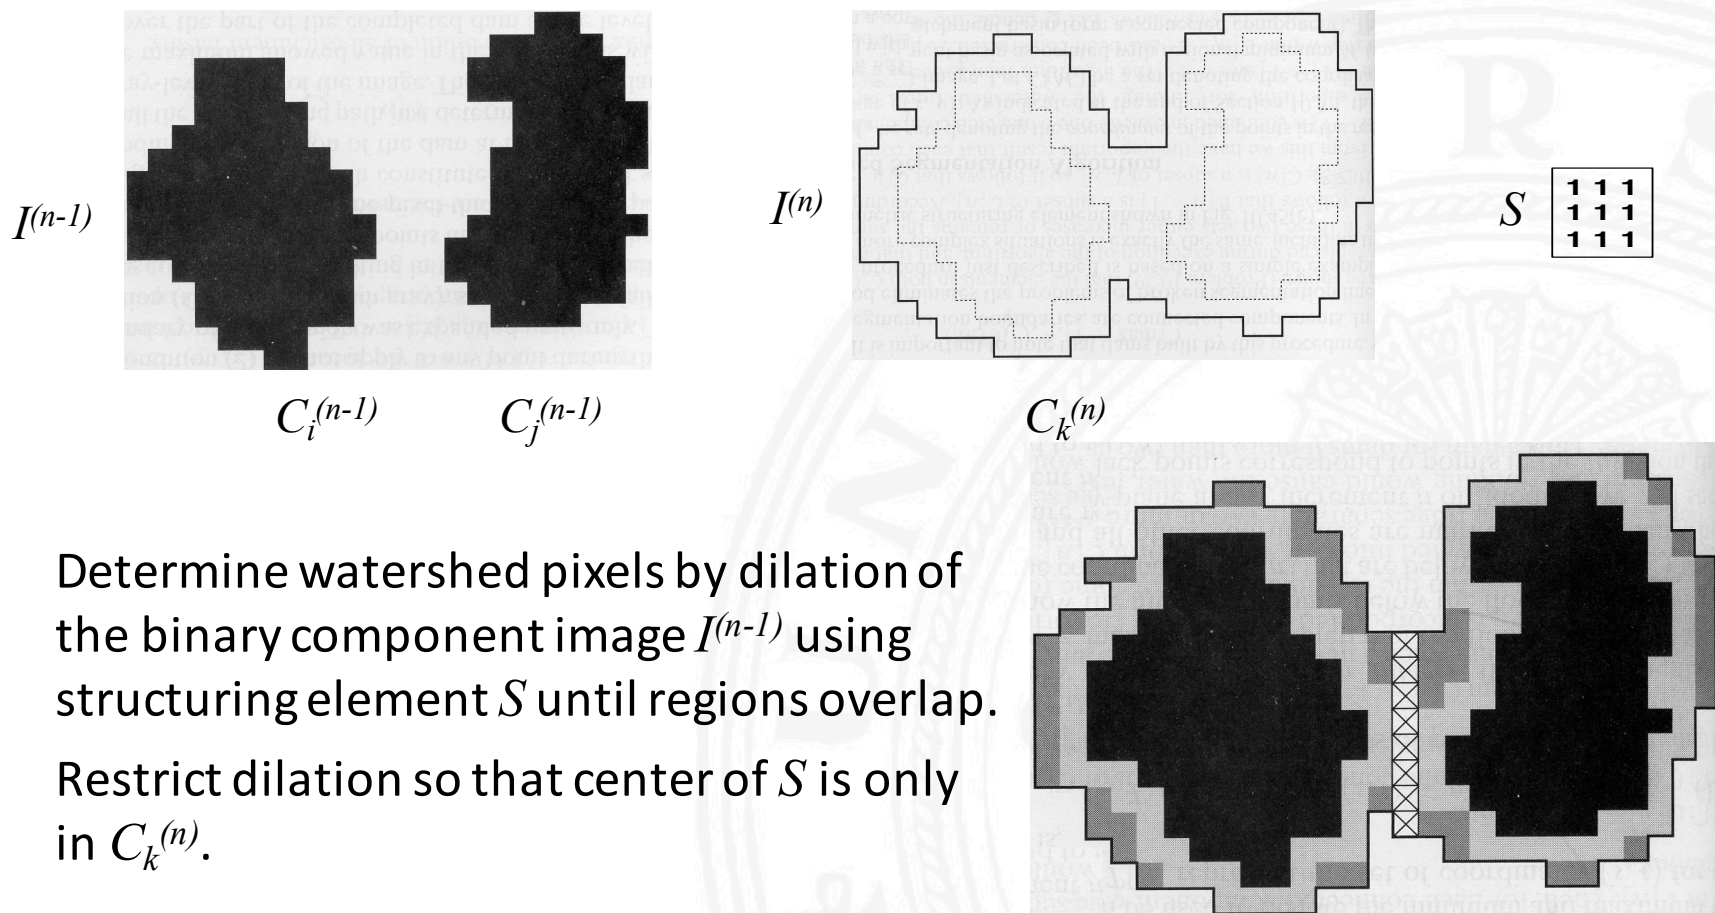 I(n-1)
Ci(n-1)
Cj(n-1)
I(n)
S
1 1 1
1 1 1
1 1 1
Ck(n)
Determine watershed pixels by dilation of
the binary component image I(n-1) using
structuring element S until regions overlap.
Restrict dilation so that center of S is only
in Ck(n).